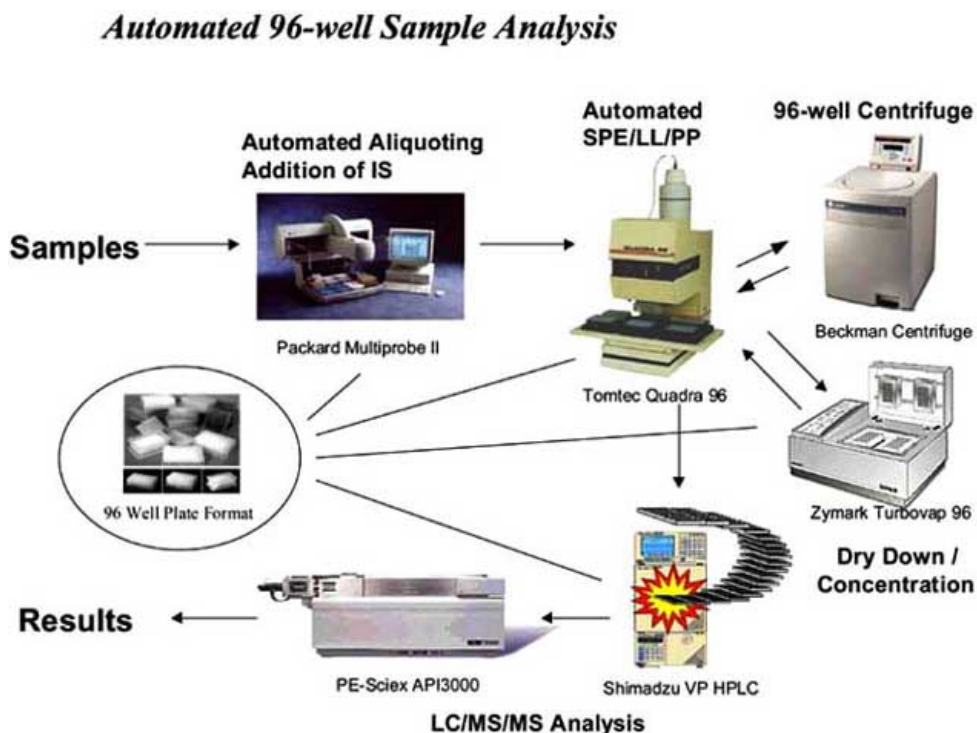 Automated 96-well Sample Analysis
Automated Aliquoting
Addition of IS
Automated
SPE/LL/PP
96-well Centrifuge
Samples
QUADRA 96
Packard Multiprobe II
Tomtec Quadra 96
Beckman Centrifuge
96 Well Plate Format
Zymark Turbovap 96
Dry Down /
Concentration
Results
PE-Sciex API3000
Shimadzu VP HPLC
LC/MS/MS Analysis